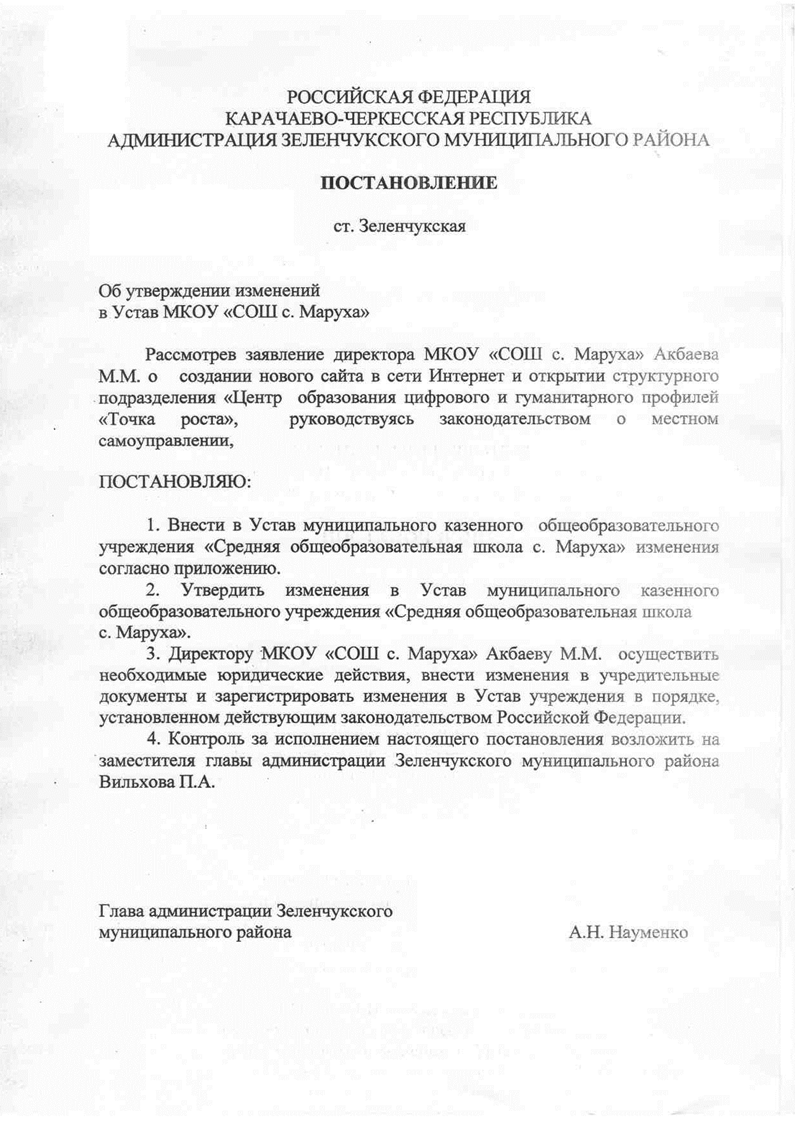 РОССИЙСКАЯ ФЕДЕРАЦИЯ
КАРАЧАЕВО-ЧЕРКЕССКАЯ РЕСПУБЛИКА
АДМИНИСТРАЦИЯ ЗЕЛЕНЧУКСКОГО МУНИЦИПАЛЬНОГО РАЙОНА
ПОСТАНОВЛЕНИЕ
ст. Зеленчукская
Об утверждении изменений
в Устав МКОУ «СОШ с. Маруха»
Рассмотрев заявление директора МКОУ «СОШ с. Маруха» Акбаева
М.М. о создании нового сайта в сети Интернет и открытии структурного
подразделения «Центр образования цифрового и гуманитарного профилей
«Точка роста», руководствуясь законодательством о местном
самоуправлении,
ПОСТАНОВЛЯЮ:
1. Внести в Устав муниципального казенного общеобразовательного
учреждения «Средняя общеобразовательная школа с. Маруха» изменения
согласно приложению.
2. Утвердить изменения в Устав муниципального казенного
общеобразовательного учреждения «Средняя общеобразовательная школа
с. Маруха».
3. Директору МКОУ «СОШ с. Маруха» Акбаеву М.М. осуществить
необходимые юридические действия, внести изменения в учредительные
документы и зарегистрировать изменения в Устав учреждения в порядке,
установленном действующим законодательством Российской Федерации.
4. Контроль за исполнением настоящего постановления возложить на
заместителя главы администрации Зеленчукского муниципального района
Вильхова П.А.
Глава администрации Зеленчукского
муниципального района А.Н. Науменко